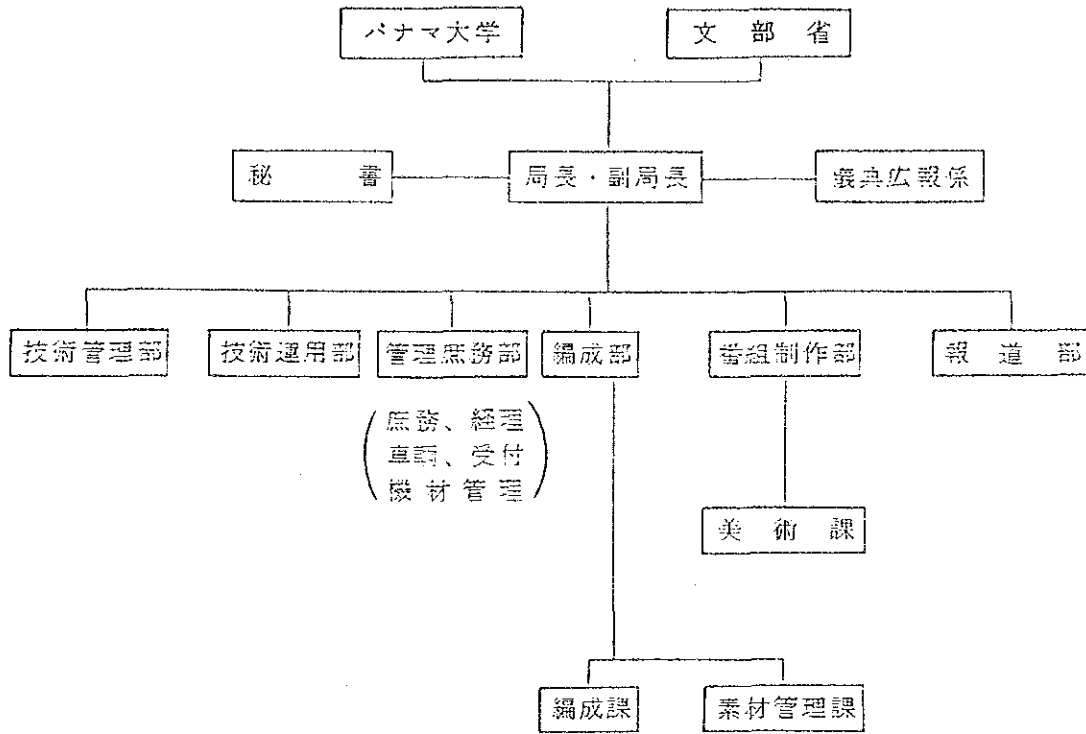 パナマ大学
文部省
秘書
局長・副局長
儀典広報係
技術管理部
技術運用部
管理庶務部
編成部
番組制作部
報道部
庶務、経理
車輌、受付
機材管理
美術課
編成課
素材管理課